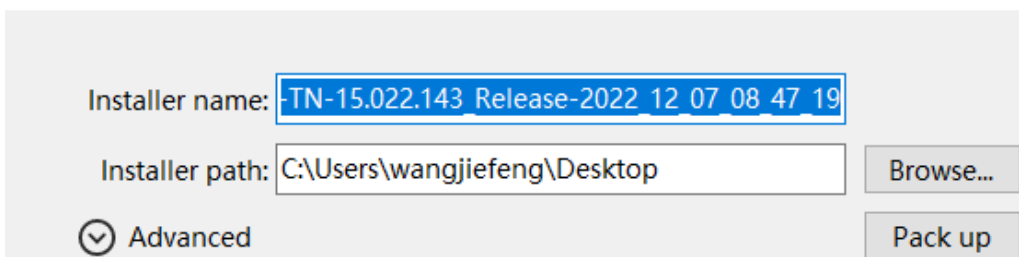 Installer name: -TN-15.022.143_Release-2022_12_07_08_47_19
Installer path: C:\Users\wangjiefeng\Desktop Browse...
Advanced Pack up